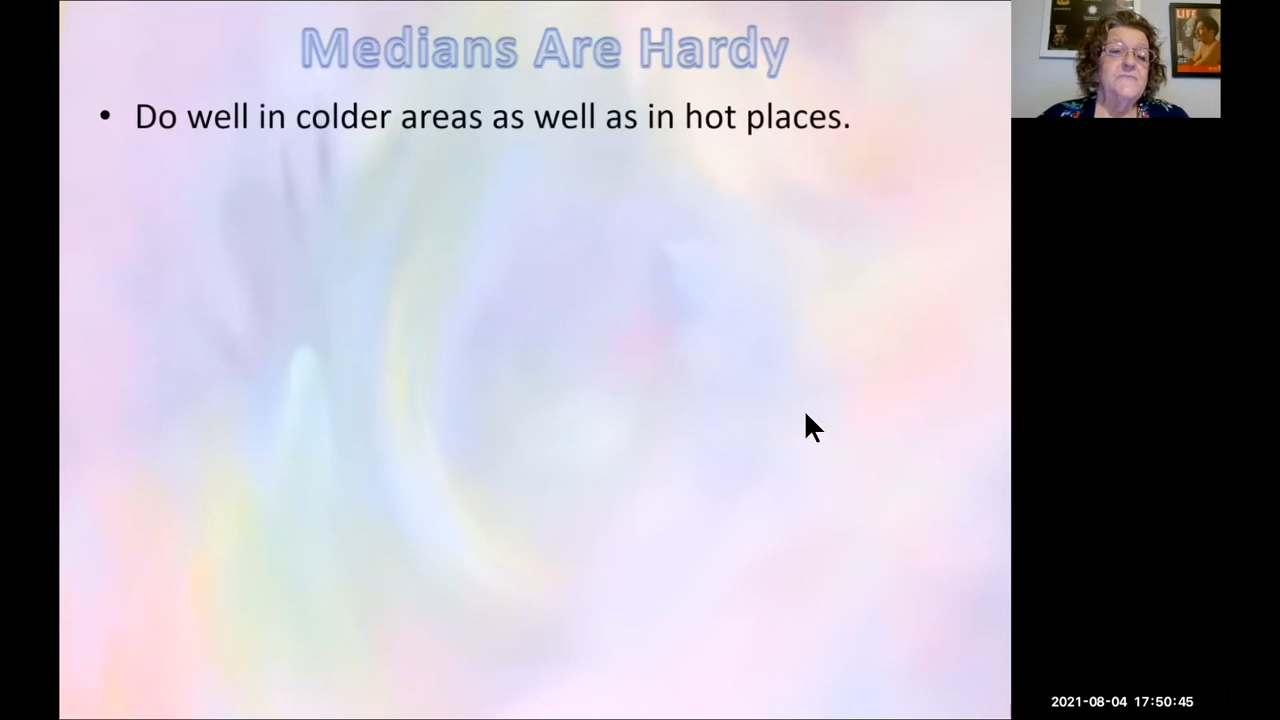 Medians Are Hardy
• Do well in colder areas as well as in hot places.
LIFE
2021-08-04 17:50:45